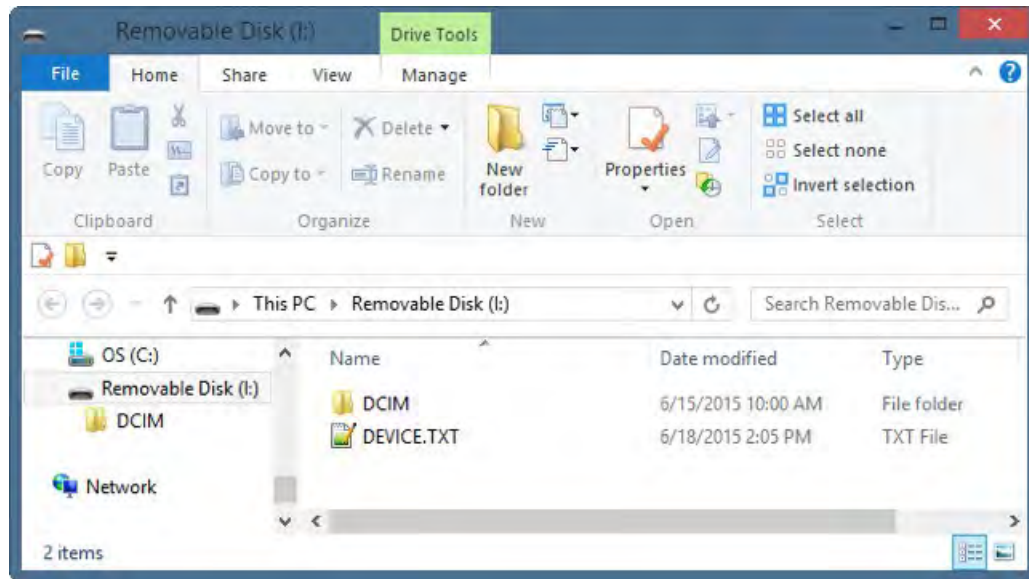 Removable Disk (I:)
Drive Tools
File Home Share View Manage
Copy
Paste
Move to
Copy to
Delete
Rename
New
folder
Properties
Select all
Select none
Invert selection
Clipboard Organize New Open Select
This PC Removable Disk (I:)
Search Removable Dis...
OS (C:)
Removable Disk (I:)
DCIM
Network
Name Date modified Type
DCIM 6/15/2015 10:00 AM File folder
DEVICE.TXT 6/18/2015 2:05 PM TXT File
2 items